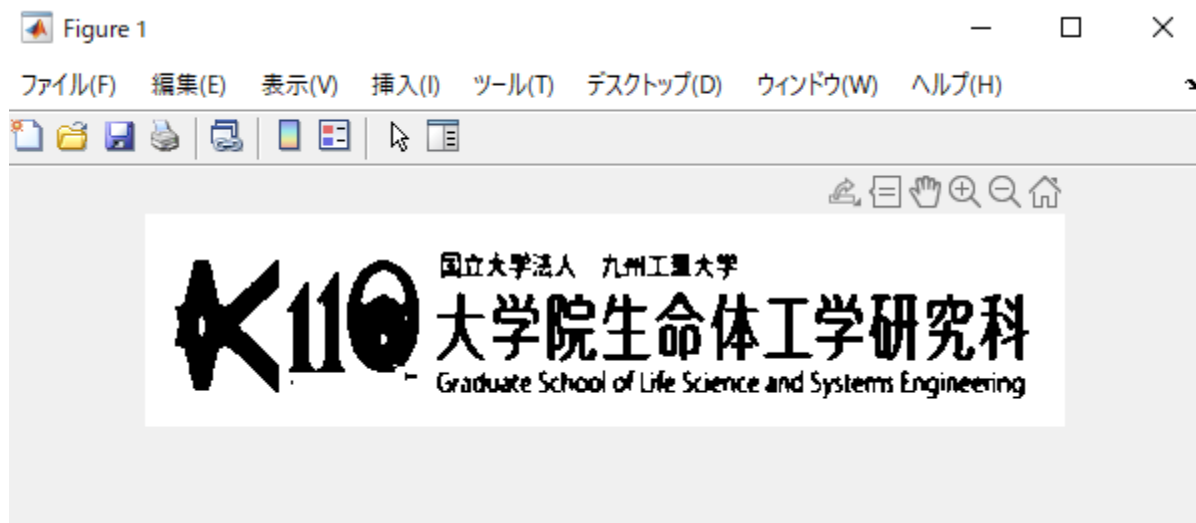 Figure 1
ファイル(F) 編集(E) 表示(V) 挿入(I) ツール(T) デスクトップ(D) ウィンドウ(W) ヘルプ(H)
K110
国立大学法人 九州工業大学
大学院生命体工学研究科
Graduate School of Life Science and Systems Engineering